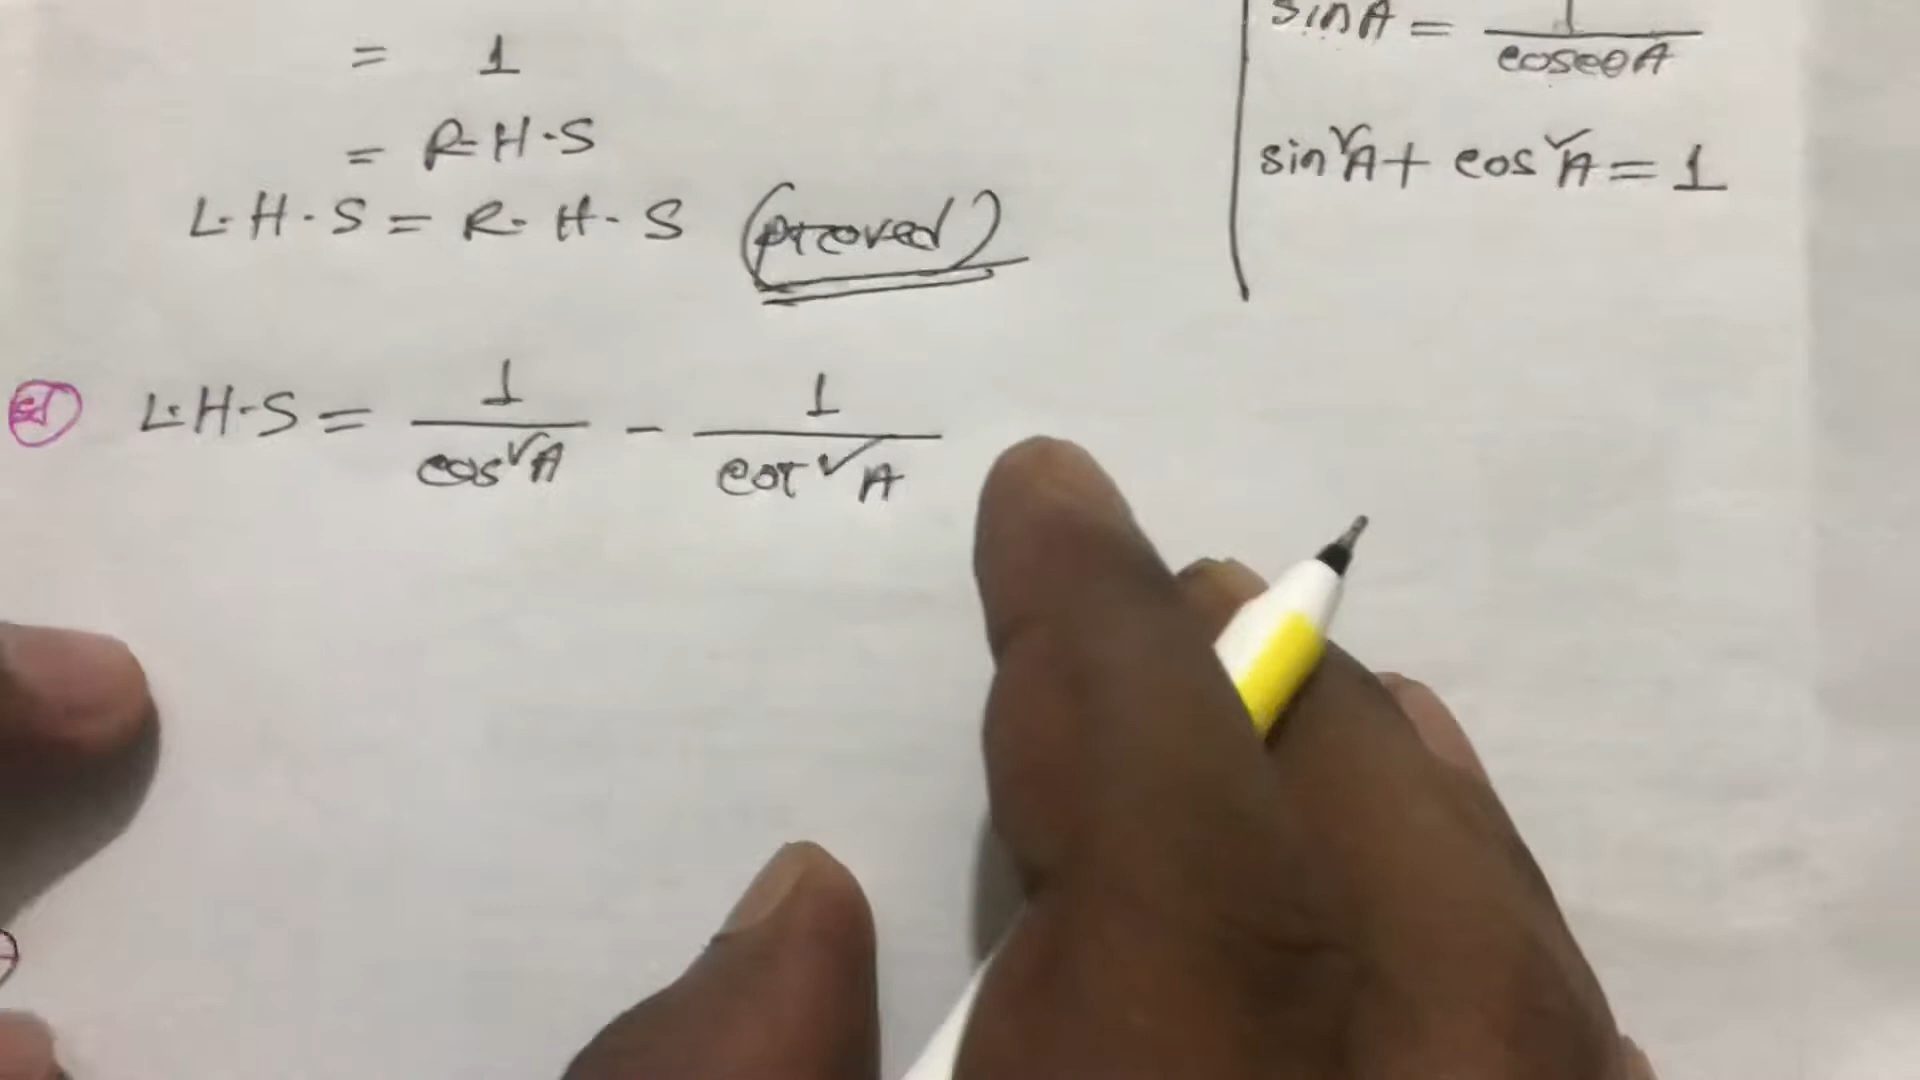 = 1
= R.H.S
L.H.S = R.H.S (proved)
sinA = 1/cosecA
sin²A + cos²A = 1
L.H.S = 1/cos²A - 1/cot²A